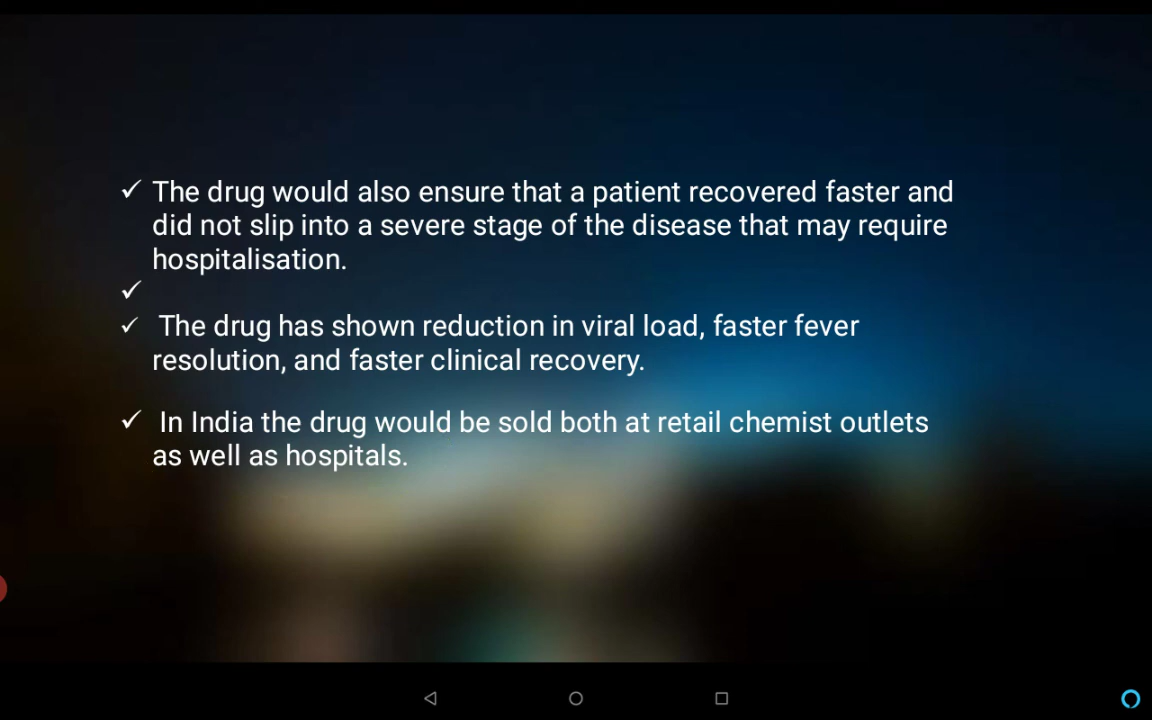 ✓ The drug would also ensure that a patient recovered faster and
did not slip into a severe stage of the disease that may require
hospitalisation.
✓
✓ The drug has shown reduction in viral load, faster fever
resolution, and faster clinical recovery.
✓ In India the drug would be sold both at retail chemist outlets
as well as hospitals.